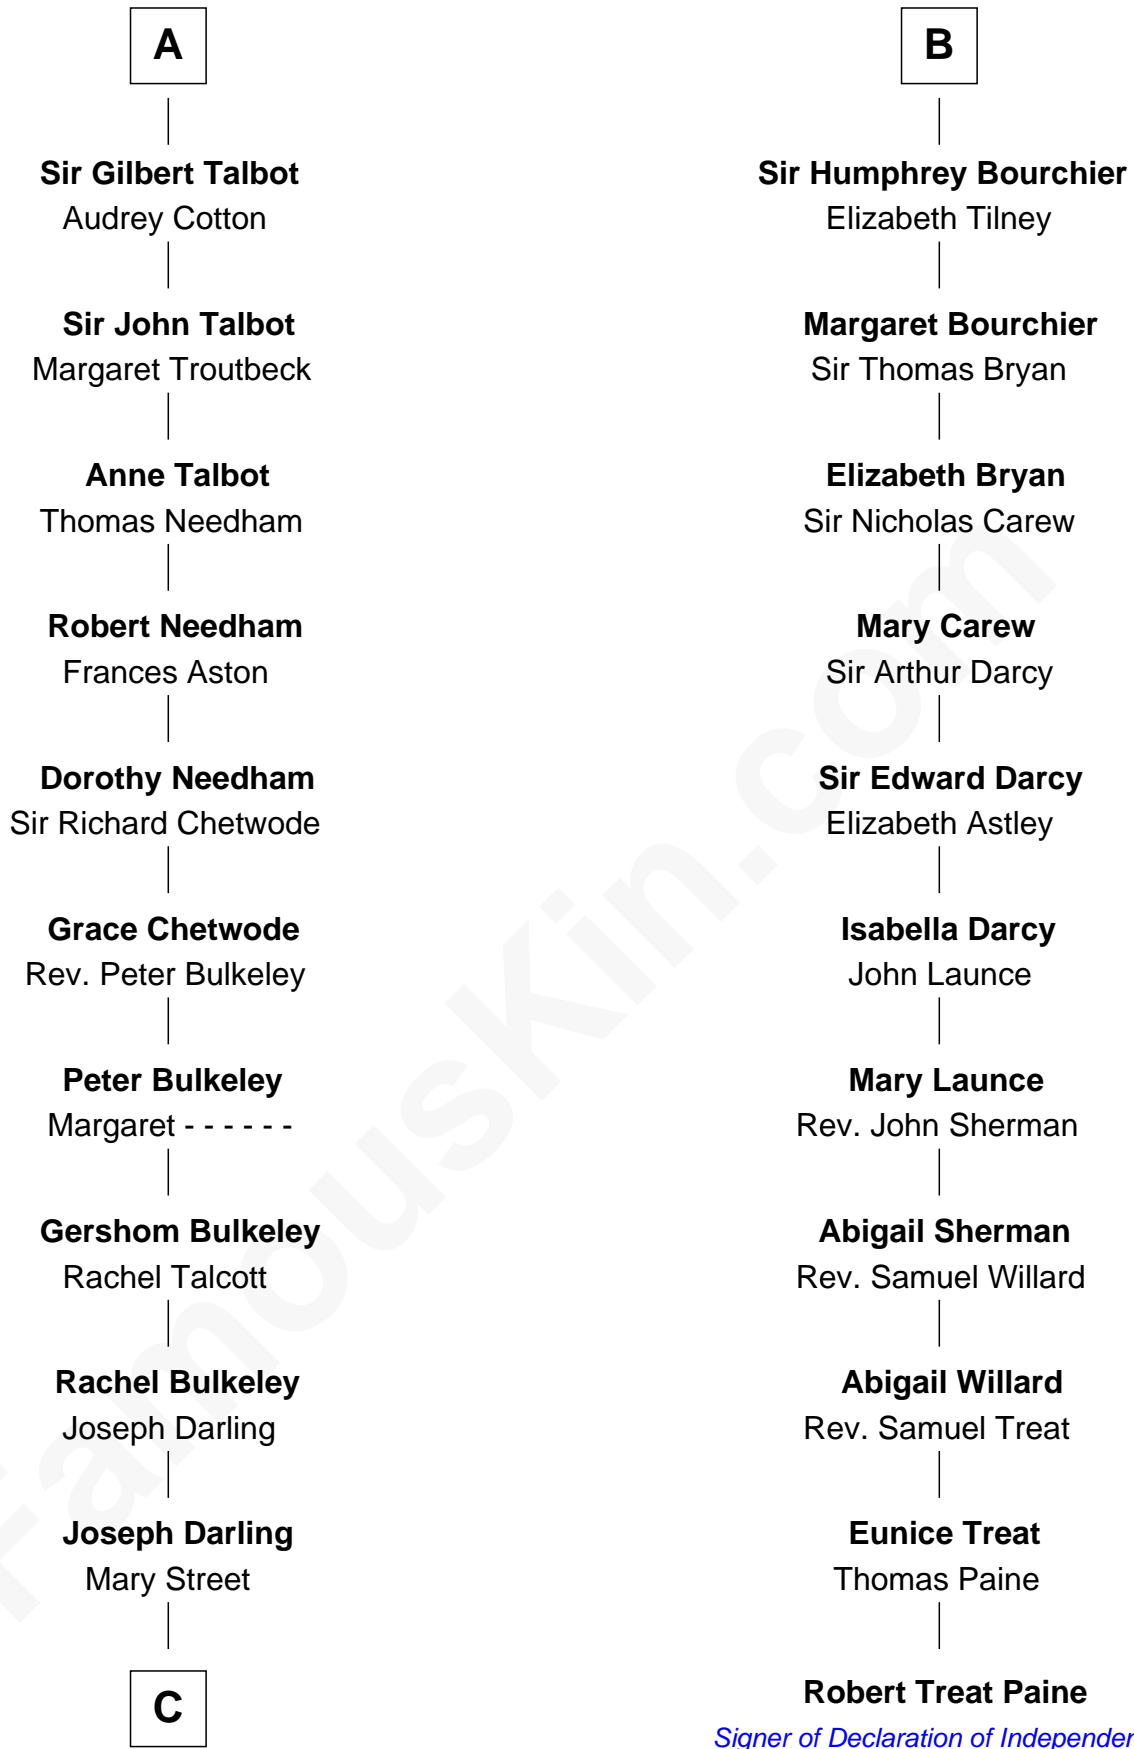 A
Sir Gilbert Talbot
Audrey Cotton
Sir John Talbot
Margaret Troutbeck
Anne Talbot
Thomas Needham
Robert Needham
Frances Aston
Dorothy Needham
Sir Richard Chetwode
Grace Chetwode
Rev. Peter Bulkeley
Peter Bulkeley
Margaret - - - - - -
Gershom Bulkeley
Rachel Talcott
Rachel Bulkeley
Joseph Darling
Joseph Darling
Mary Street
C
B
Sir Humphrey Bourchier
Elizabeth Tilney
Margaret Bourchier
Sir Thomas Bryan
Elizabeth Bryan
Sir Nicholas Carew
Mary Carew
Sir Arthur Darcy
Sir Edward Darcy
Elizabeth Astley
Isabella Darcy
John Launce
Mary Launce
Rev. John Sherman
Abigail Sherman
Rev. Samuel Willard
Abigail Willard
Rev. Samuel Treat
Eunice Treat
Thomas Paine
Robert Treat Paine
Signer of Declaration of Independen
FamousKin.com